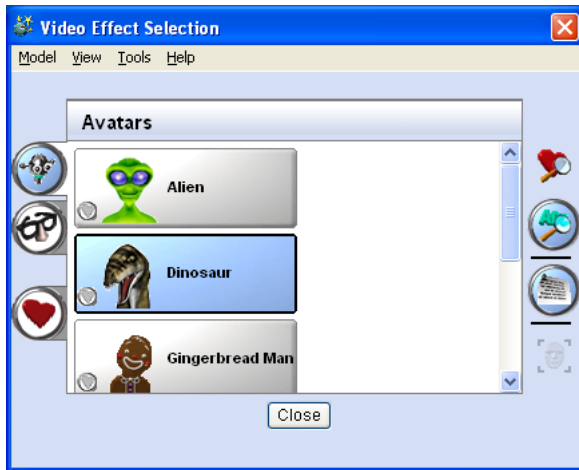 Video Effect Selection
Model View Tools Help
Avatars
Alien
Dinosaur
Gingerbread Man
Close